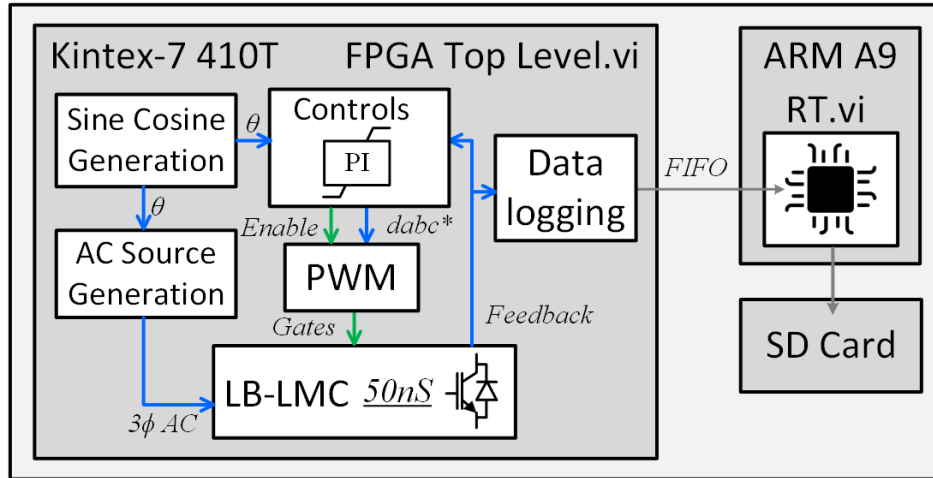 Kintex-7 410T
FPGA Top Level.vi
Sine Cosine
Generation
θ
Controls
PI
θ
Enable
dabc*
AC Source
Generation
PWM
Gates
Feedback
LB-LMC 50nS
3ϕ AC
Data
logging
FIFO
ARM A9
RT.vi
SD Card